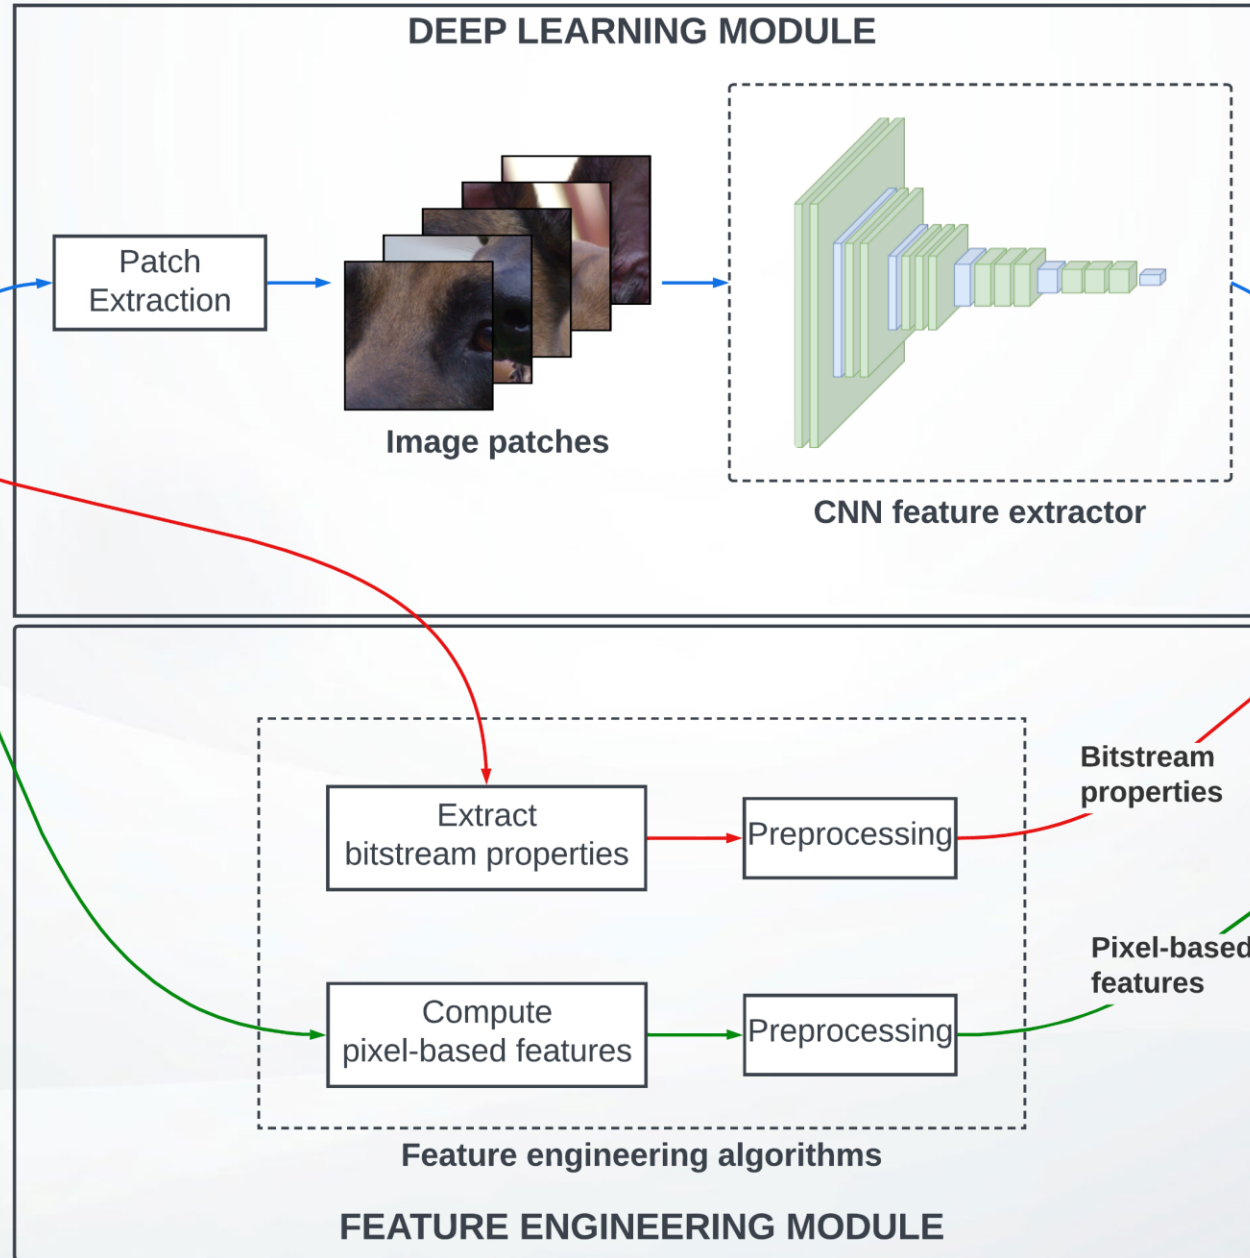 DEEP LEARNING MODULE
Patch
Extraction
Image patches
CNN feature extractor
Extract
bitstream properties
Preprocessing
Bitstream
properties
Compute
pixel-based features
Preprocessing
Pixel-based
features
Feature engineering algorithms
FEATURE ENGINEERING MODULE